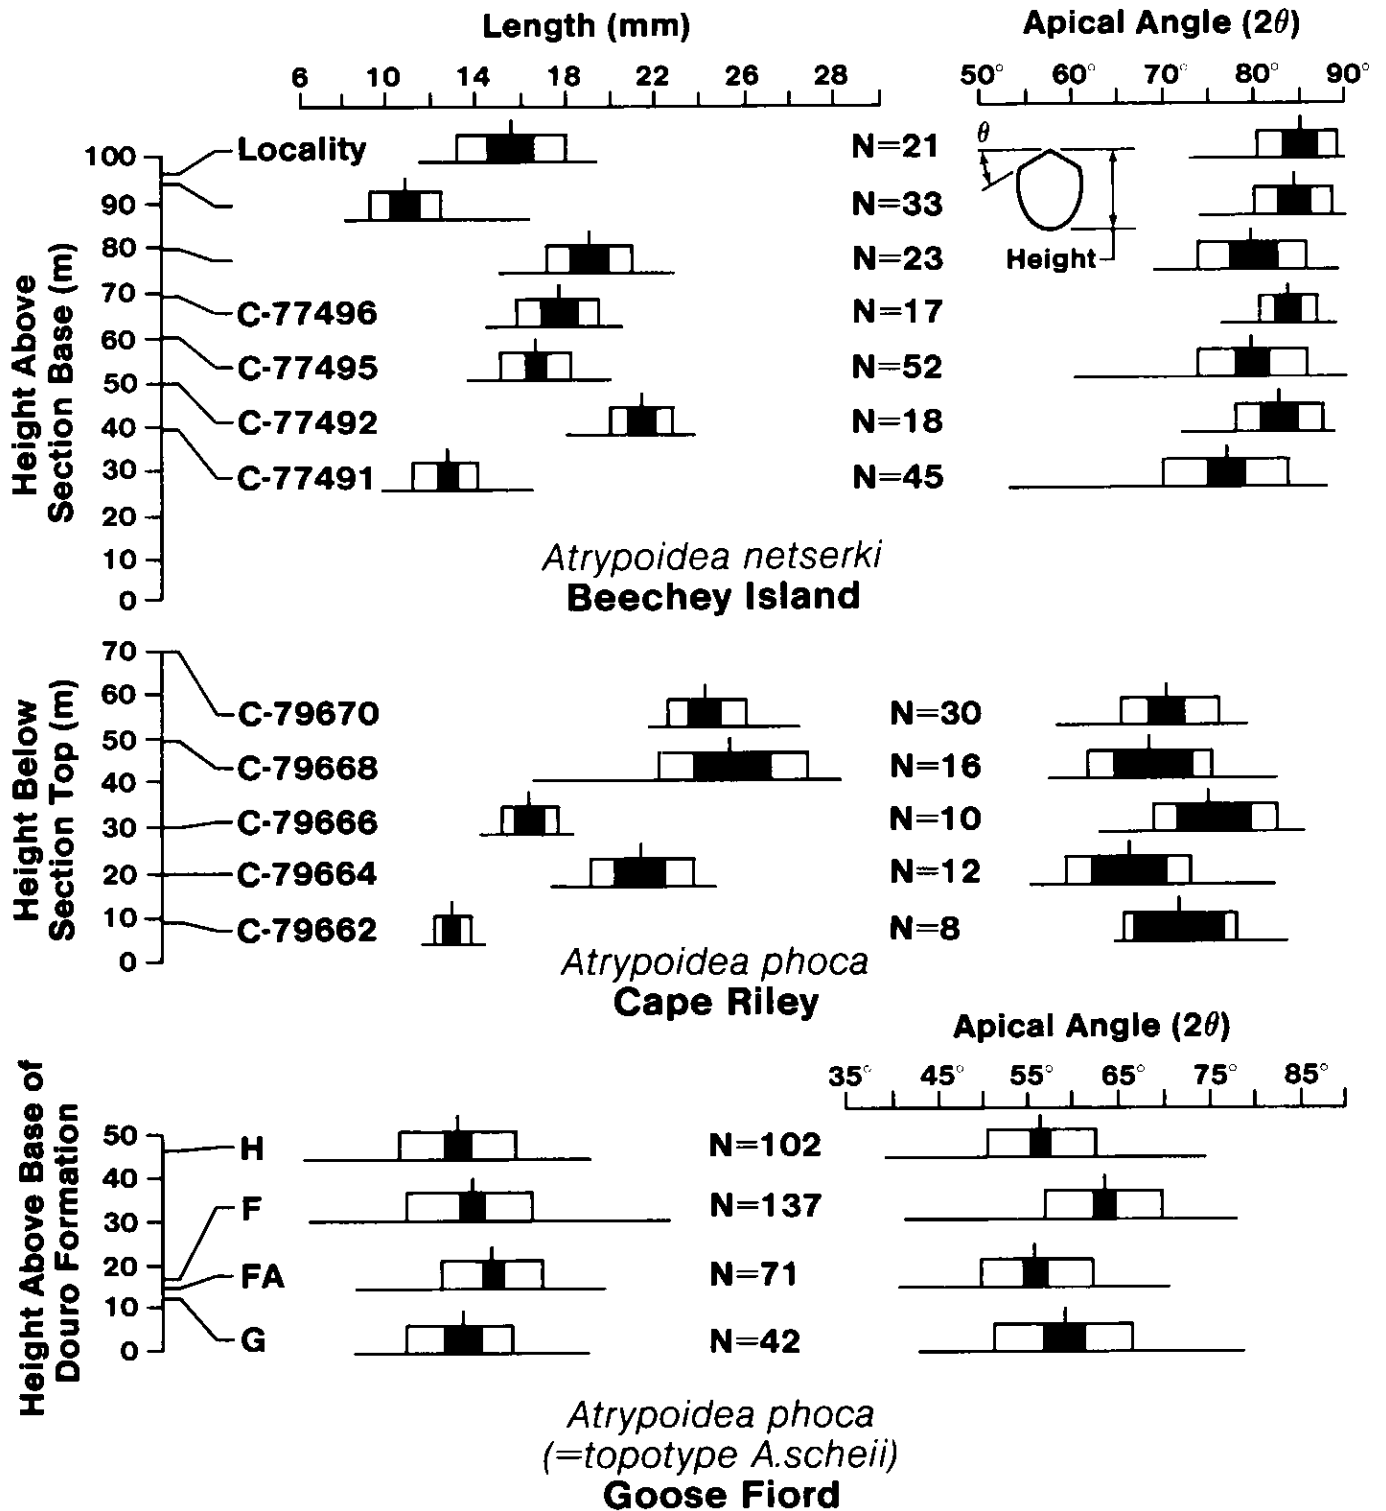 Length (mm)
Apical Angle (2θ)
6 10 14 18 22 26 28
50° 60° 70° 80° 90°
Height Above
Section Base (m)
100
90
80
70
60
50
40
30
20
10
0
Locality
C-77496
C-77495
C-77492
C-77491
N=21
N=33
N=23
N=17
N=52
N=18
N=45
θ
Height
Atrypoidea netserki
Beechey Island
Height Below
Section Top (m)
70
60
50
40
30
20
10
0
C-79670
C-79668
C-79666
C-79664
C-79662
N=30
N=16
N=10
N=12
N=8
Atrypoidea phoca
Cape Riley
Apical Angle (2θ)
35° 45° 55° 65° 75° 85°
Height Above Base of
Douro Formation
50
40
30
20
10
0
H
F
FA
G
N=102
N=137
N=71
N=42
Atrypoidea phoca
(=topotype A.scheii)
Goose Fiord